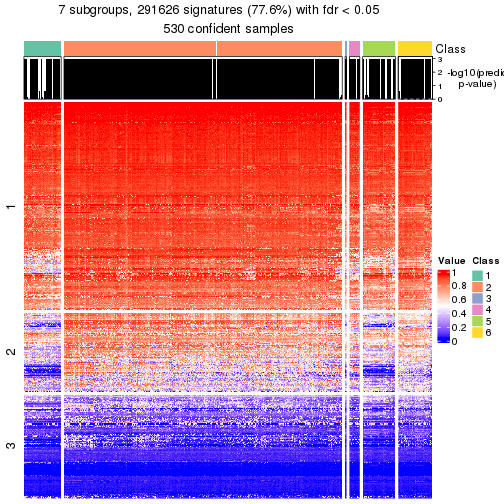 7 subgroups, 291626 signatures (77.6%) with fdr < 0.05
530 confident samples
Class
3
2
1
0
-log10(predic
p-value)
1
2
3
Value
1
0.8
0.6
0.4
0.2
0
Class
1
2
3
4
5
6